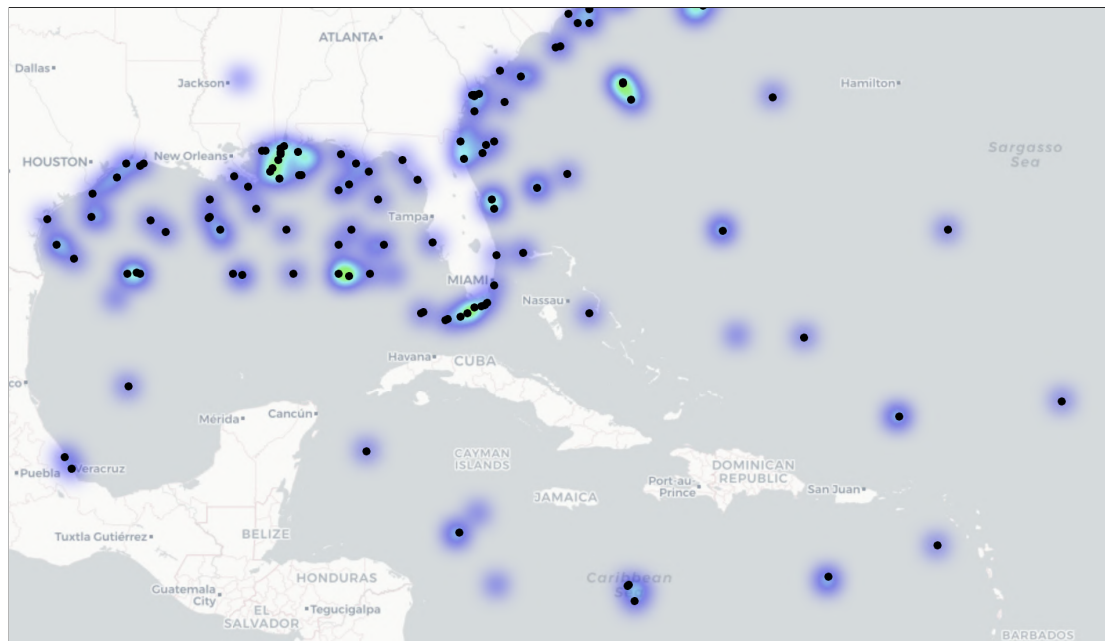 ATLANTA
Dallas
Jackson
Hamilton
HOUSTON
New Orleans
Sargasso
Sea
Tampa
MIAMI
Nassau
Havana
CUBA
co
Mérida
Cancún
CAYMAN
ISLANDS
DOMINICAN
REPUBLIC
Puebla
Veracruz
Port-au-
Prince
San Juan
JAMAICA
Tuxtla Gutiérrez
BELIZE
Caribbean
HONDURAS
Guatemala
City
EL
SALVADOR
Tegucigalpa
BARBADOS